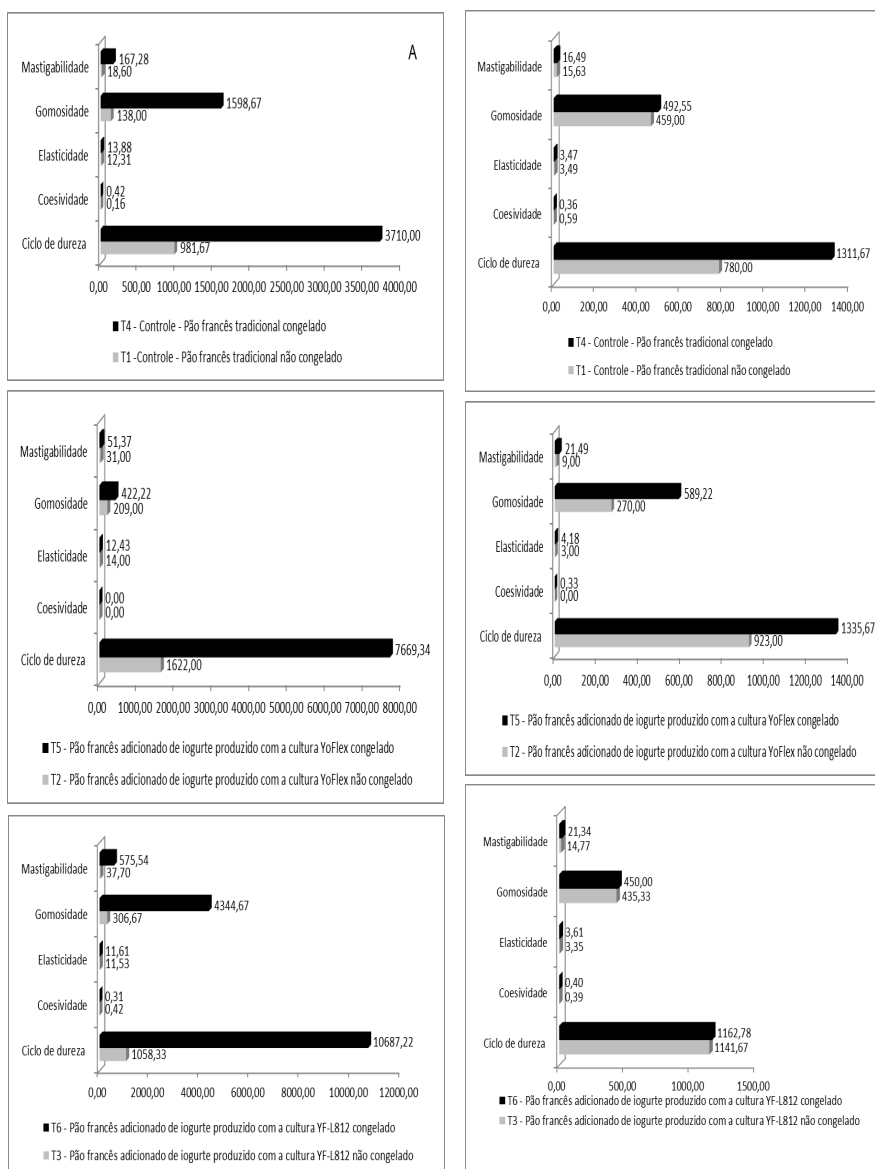 A
Mastigabilidade
167,28
18,60
Gomosidade
1598,67
138,00
Elasticidade
13,88
12,31
Coesividade
0,42
0,16
Ciclo de dureza
3710,00
981,67
0,00 500,00 1000,00 1500,00 2000,00 2500,00 3000,00 3500,00 4000,00
T4 - Controle - Pão francês tradicional congelado
T1 -Controle - Pão francês tradicional não congelado
Mastigabilidade
16,49
15,63
Gomosidade
492,55
459,00
Elasticidade
3,47
3,49
Coesividade
0,36
0,59
Ciclo de dureza
1311,67
780,00
0,00 200,00 400,00 600,00 800,00 1000,00 1200,00 1400,00
T4 - Controle - Pão francês tradicional congelado
T1 - Controle - Pão francês tradicional não congelado
Mastigabilidade
51,37
31,00
Gomosidade
422,22
209,00
Elasticidade
12,43
14,00
Coesividade
0,00
0,00
Ciclo de dureza
7669,34
1622,00
0,00 1000,00 2000,00 3000,00 4000,00 5000,00 6000,00 7000,00 8000,00
T5 - Pão francês adicionado de iogurte produzido com a cultura YoFlex congelado
T2 - Pão francês adicionado de iogurte produzido com a cultura YoFlex não congelado
Mastigabilidade
21,49
9,00
Gomosidade
589,22
270,00
Elasticidade
4,18
3,00
Coesividade
0,33
0,00
Ciclo de dureza
1335,67
923,00
0,00 200,00 400,00 600,00 800,00 1000,00 1200,00 1400,00
T5 - Pão francês adicionado de iogurte produzido com a cultura YoFlex congelado
T2 - Pão francês adicionado de iogurte produzido com a cultura YoFlex não congelado
Mastigabilidade
575,54
37,70
Gomosidade
4344,67
306,67
Elasticidade
11,61
11,53
Coesividade
0,31
0,42
Ciclo de dureza
10687,22
1058,33
0,00 2000,00 4000,00 6000,00 8000,00 10000,00 12000,00
T6 - Pão francês adicionado de iogurte produzido com a cultura YF-L812 congelado
T3 - Pão francês adicionado de iogurte produzido com a cultura YF-L812 não congelado
Mastigabilidade
21,34
14,77
Gomosidade
450,00
435,33
Elasticidade
3,61
3,35
Coesividade
0,40
0,39
Ciclo de dureza
1162,78
1141,67
0,00 500,00 1000,00 1500,00
T6 - Pão francês adicionado de iogurte produzido com a cultura YF-L812 congelado
T3 - Pão francês adicionado de iogurte produzido com a cultura YF-L812 não congelado